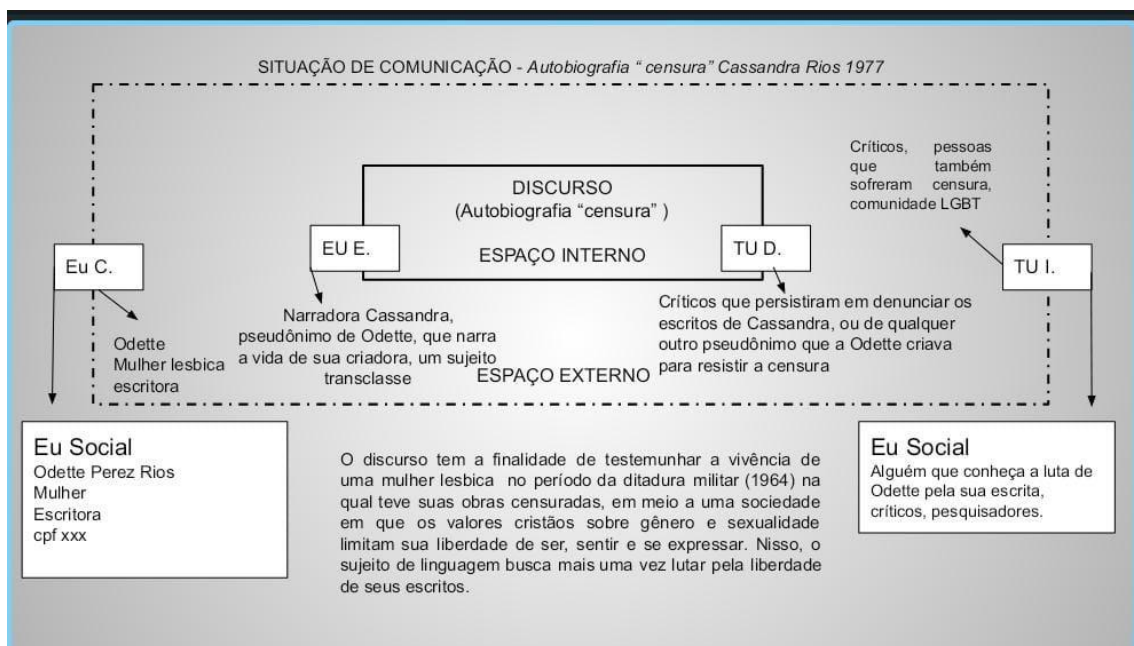 SITUAÇÃO DE COMUNICAÇÃO - Autobiografia “ censura” Cassandra Rios 1977
Críticos, pessoas
que também
sofreram censura,
comunidade LGBT
DISCURSO
(Autobiografia “censura” )
ESPAÇO INTERNO
Eu C.
EU E.
TU D.
TU I.
Odette
Mulher lesbica
escritora
Narradora Cassandra,
pseudônimo de Odette, que narra
a vida de sua criadora, um sujeito
transclasse
Críticos que persistiram em denunciar os
escritos de Cassandra, ou de qualquer
outro pseudônimo que a Odette criava
para resistir a censura
ESPAÇO EXTERNO
Eu Social
Odette Perez Rios
Mulher
Escritora
cpf xxx
O discurso tem a finalidade de testemunhar a vivência de
uma mulher lesbica no período da ditadura militar (1964) na
qual teve suas obras censuradas, em meio a uma sociedade
em que os valores cristãos sobre gênero e sexualidade
limitam sua liberdade de ser, sentir e se expressar. Nisso, o
sujeito de linguagem busca mais uma vez lutar pela liberdade
de seus escritos.
Eu Social
Alguém que conheça a luta de
Odette pela sua escrita,
críticos, pesquisadores.